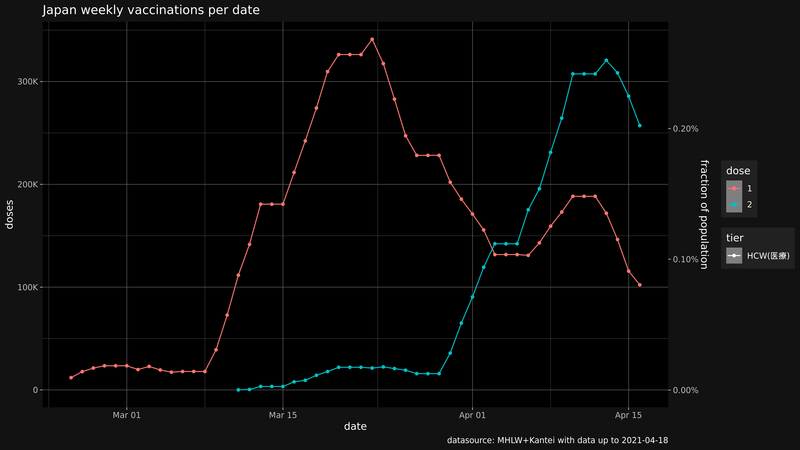 Japan weekly vaccinations per date
300K
200K
100K
0
doses
0.20%
0.10%
0.00%
fraction of population
Mar 01
Mar 15
Apr 01
Apr 15
date
dose
1
2
tier
HCW(医療)
datasource: MHLW+Kantei with data up to 2021-04-18